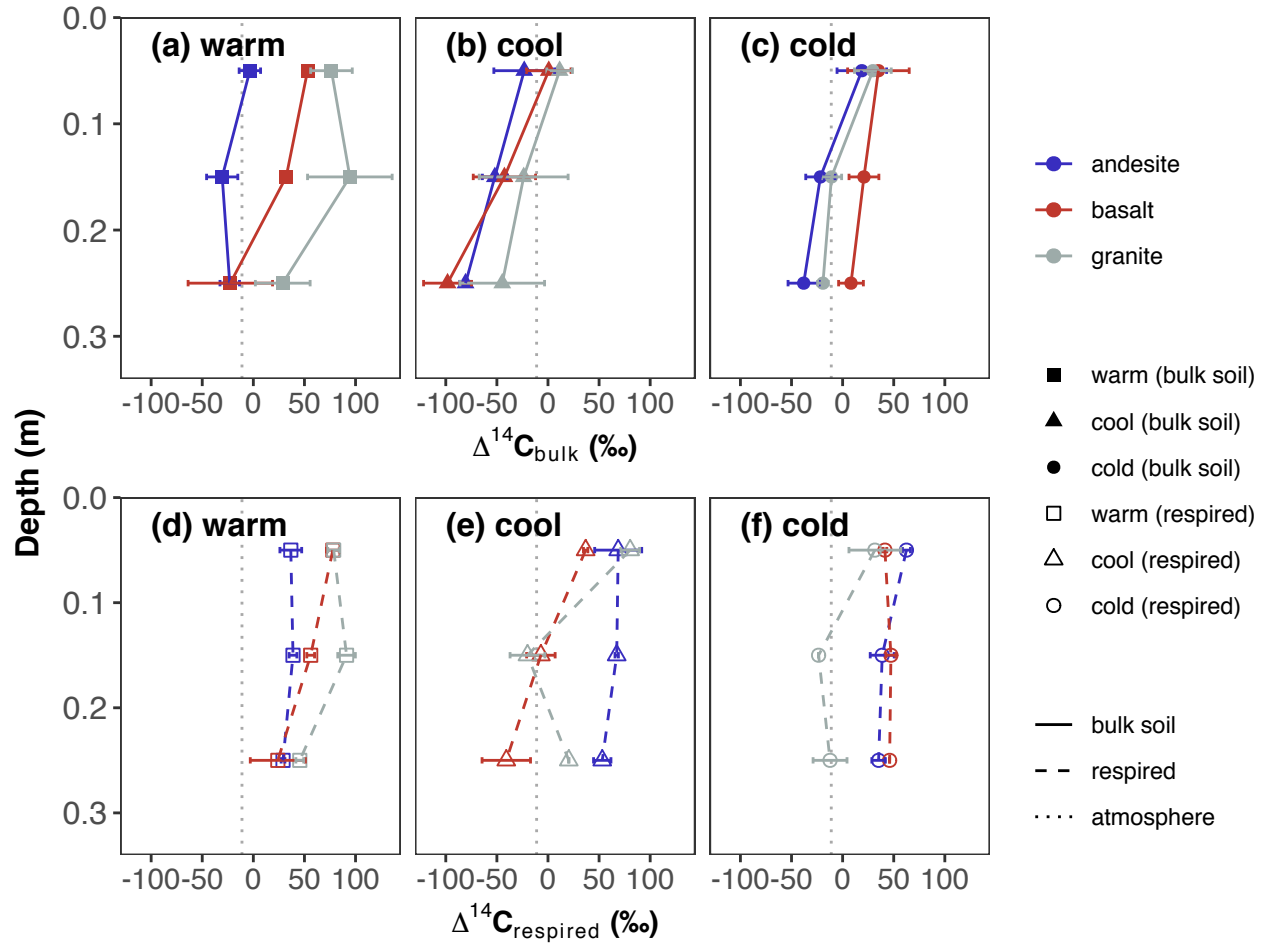 (a) warm
(b) cool
(c) cold
0.0
0.1
0.2
0.3
-100 -50 0 50 100
-100 -50 0 50 100
-100 -50 0 50 100
Δ14Cbulk (‰)
Depth (m)
(d) warm
(e) cool
(f) cold
0.0
0.1
0.2
0.3
-100 -50 0 50 100
-100 -50 0 50 100
-100 -50 0 50 100
Δ14Crespired (‰)
andesite
basalt
granite
warm (bulk soil)
cool (bulk soil)
cold (bulk soil)
warm (respired)
cool (respired)
cold (respired)
bulk soil
respired
atmosphere